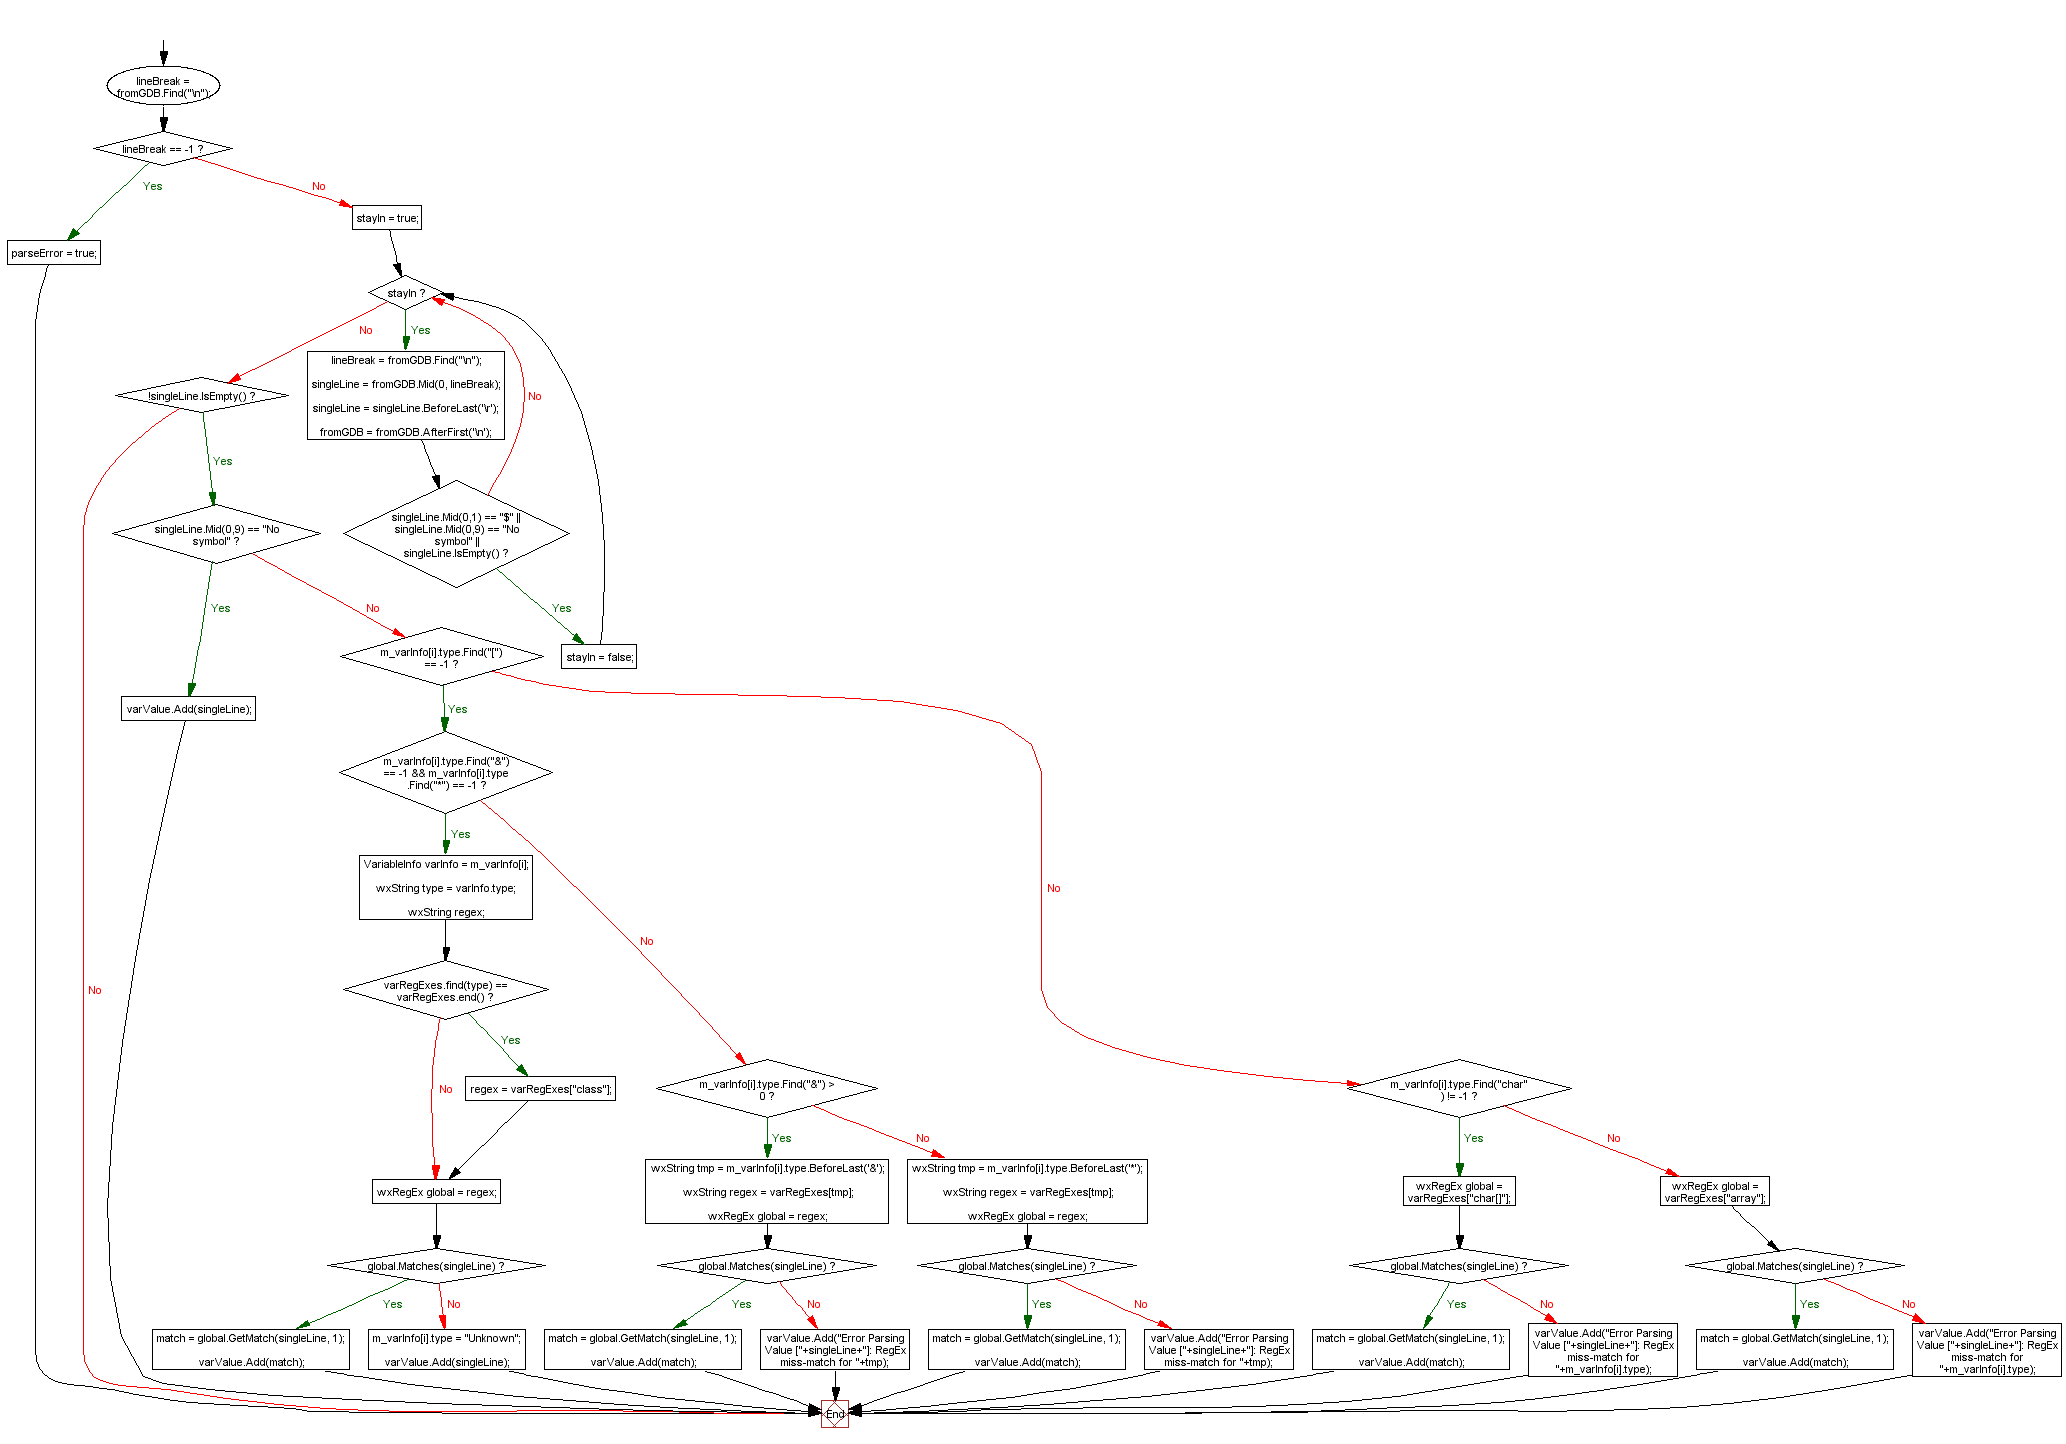 lineBreak =
fromGDB.Find("\n");
lineBreak == -1 ?
Yes
No
stayIn = true;
parseError = true;
stayIn ?
No
Yes
lineBreak = fromGDB.Find("\n");
singleLine = fromGDB.Mid(0, lineBreak);
singleLine = singleLine.BeforeLast('\r');
fromGDB = fromGDB.AfterFirst('\n');
No
!singleLine.IsEmpty() ?
Yes
singleLine.Mid(0,9) == "No
symbol" ?
singleLine.Mid(0,1) == "$" ||
singleLine.Mid(0,9) == "No
symbol" ||
singleLine.IsEmpty() ?
Yes
No
Yes
m_varInfo[i].type.Find("[")
== -1 ?
stayIn = false;
varValue.Add(singleLine);
Yes
m_varInfo[i].type.Find("&")
== -1 && m_varInfo[i].type
.Find("*") == -1 ?
Yes
VariableInfo varInfo = m_varInfo[i];
wxString type = varInfo.type;
wxString regex;
No
No
No
varRegExes.find(type) ==
varRegExes.end() ?
Yes
No
regex = varRegExes["class"];
m_varInfo[i].type.Find("&") >
0 ?
m_varInfo[i].type.Find("char"
) != -1 ?
Yes
No
Yes
No
wxRegEx global = regex;
wxString tmp = m_varInfo[i].type.BeforeLast('&');
wxString regex = varRegExes[tmp];
wxRegEx global = regex;
wxString tmp = m_varInfo[i].type.BeforeLast('*');
wxString regex = varRegExes[tmp];
wxRegEx global = regex;
wxRegEx global =
varRegExes["char[]"];
wxRegEx global =
varRegExes["array"];
global.Matches(singleLine) ?
global.Matches(singleLine) ?
global.Matches(singleLine) ?
global.Matches(singleLine) ?
global.Matches(singleLine) ?
Yes
No
Yes
No
Yes
No
Yes
No
Yes
No
match = global.GetMatch(singleLine, 1);
varValue.Add(match);
m_varInfo[i].type = "Unknown";
varValue.Add(singleLine);
match = global.GetMatch(singleLine, 1);
varValue.Add(match);
varValue.Add("Error Parsing
Value ["+singleLine+"]: RegEx
miss-match for "+tmp);
match = global.GetMatch(singleLine, 1);
varValue.Add(match);
varValue.Add("Error Parsing
Value ["+singleLine+"]: RegEx
miss-match for "+tmp);
match = global.GetMatch(singleLine, 1);
varValue.Add(match);
varValue.Add("Error Parsing
Value ["+singleLine+"]: RegEx
miss-match for
"+m_varInfo[i].type);
match = global.GetMatch(singleLine, 1);
varValue.Add(match);
varValue.Add("Error Parsing
Value ["+singleLine+"]: RegEx
miss-match for
"+m_varInfo[i].type);
End